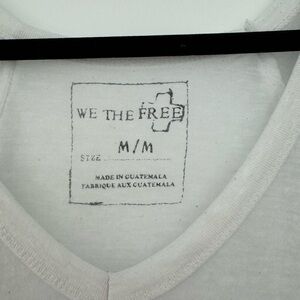 WE THE FREE
M/M
SIZE
MADE IN GUATEMALA
FABRIQUE AUX GUATEMALA